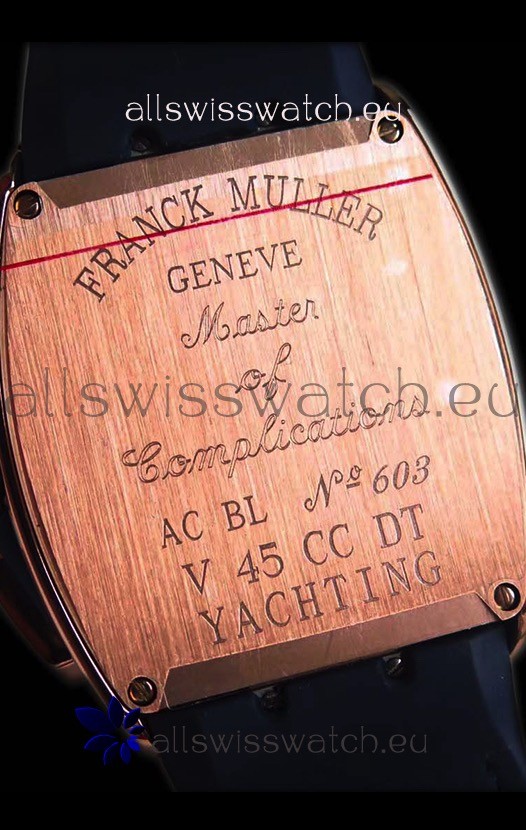 allswisswatch.eu
FRANCK MULLER
GENEVE
Master
of
allswisswatch.eu
Complications
AC BL Nº 603
V 45 CC DT
YACHTING
allswisswatch.eu